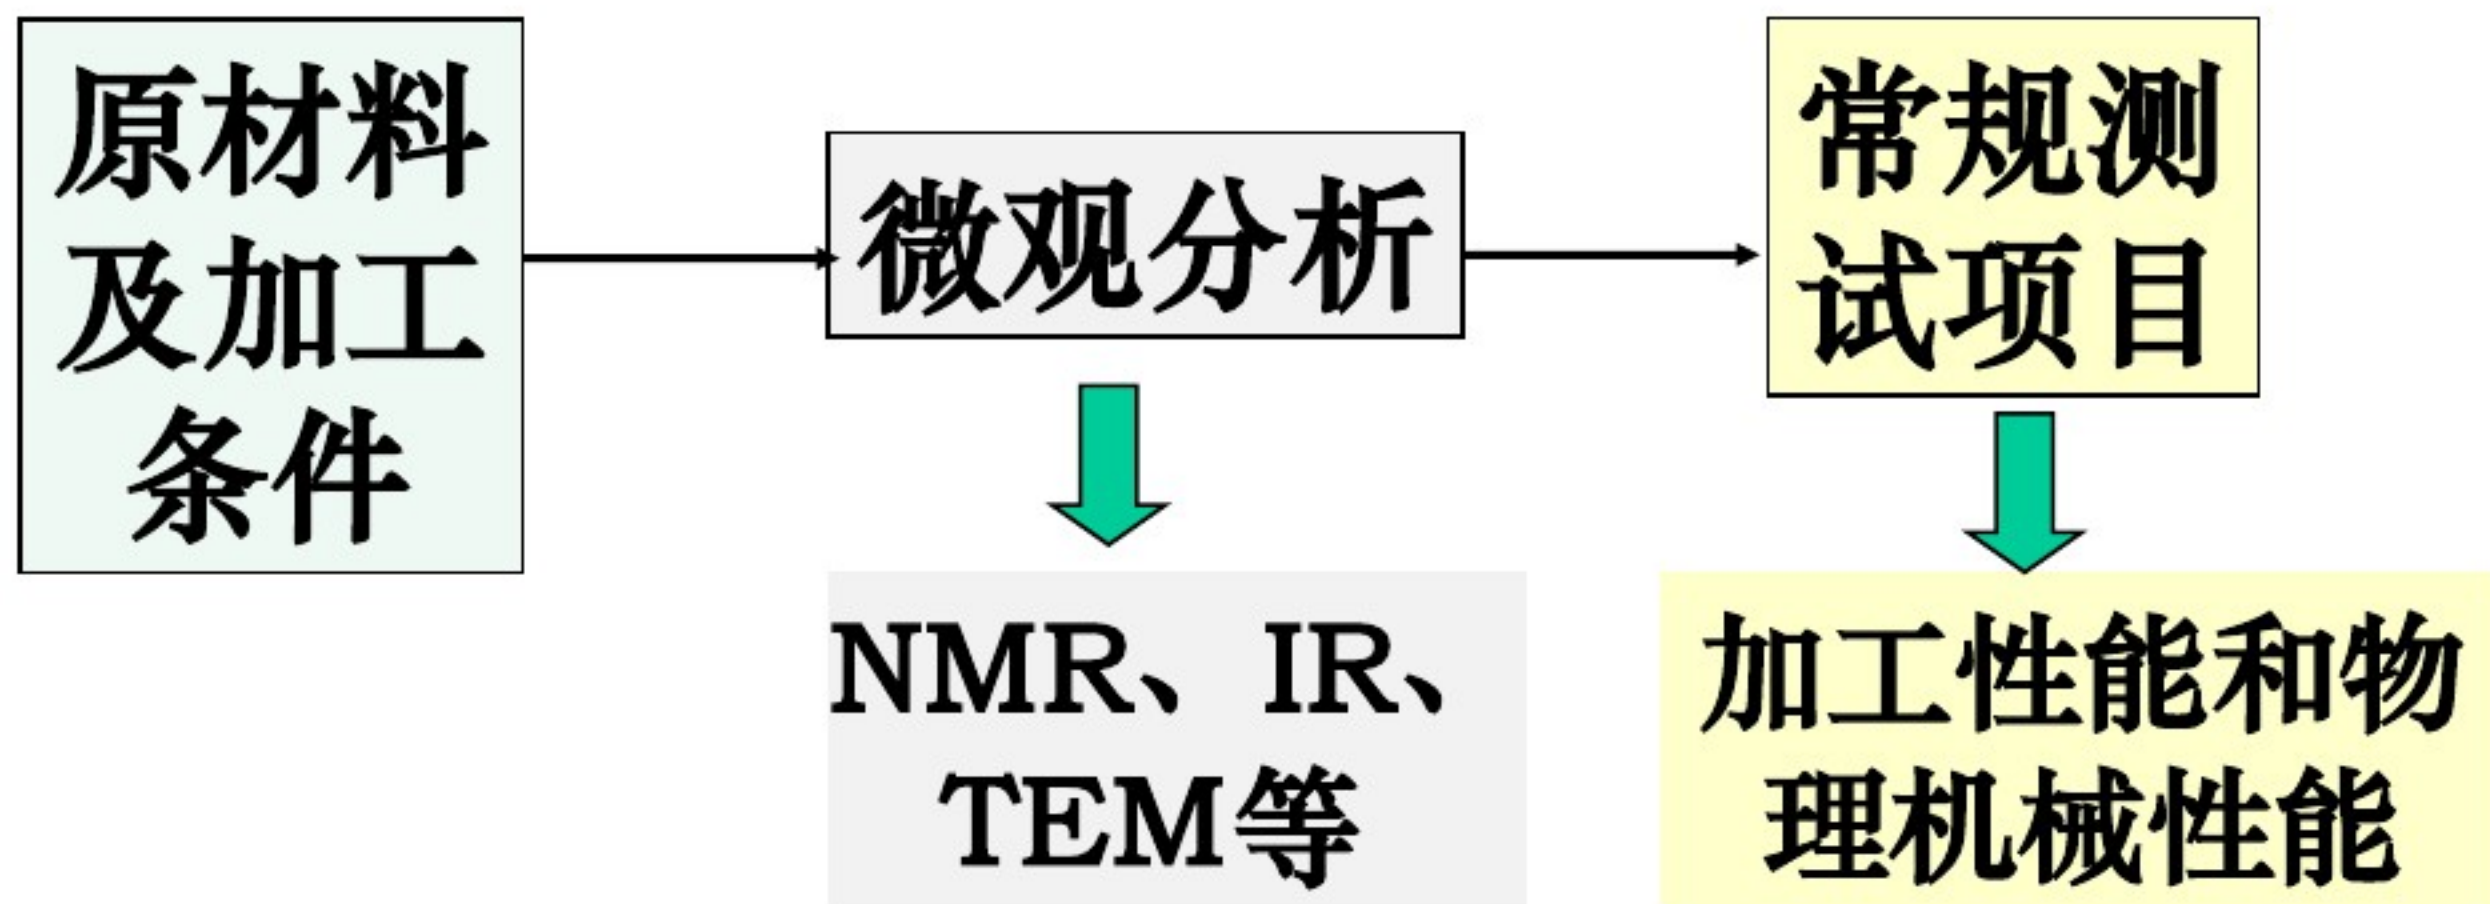 原材料
及加工
条件
微观分析
常规测
试项目
NMR、IR、
TEM等
加工性能和物
理机械性能